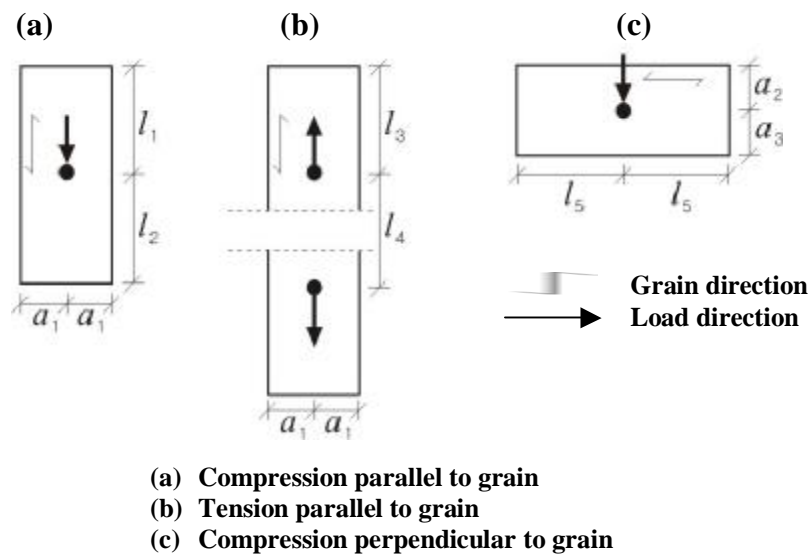 (a)
(b)
(c)
l1
l2
a1 a1
l3
l4
a1 a1
a2
a3
l5 l5
Grain direction
Load direction
(a) Compression parallel to grain
(b) Tension parallel to grain
(c) Compression perpendicular to grain